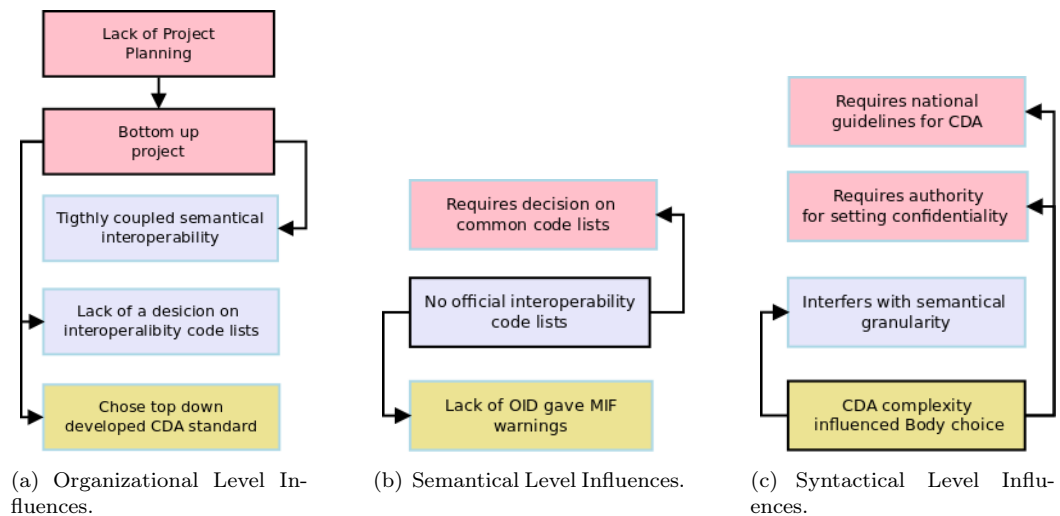 Lack of Project
Planning
Bottom up
project
Tigthly coupled semantical
interoperability
Lack of a desicion on
interoperalibity code lists
Chose top down
developed CDA standard
(a) Organizational Level In-
fluences.
Requires decision on
common code lists
No official interoperability
code lists
Lack of OID gave MIF
warnings
(b) Semantical Level Influences.
Requires national
guidelines for CDA
Requires authority
for setting confidentiality
Interfers with semantical
granularity
CDA complexity
influenced Body choice
(c) Syntactical Level Influ-
ences.